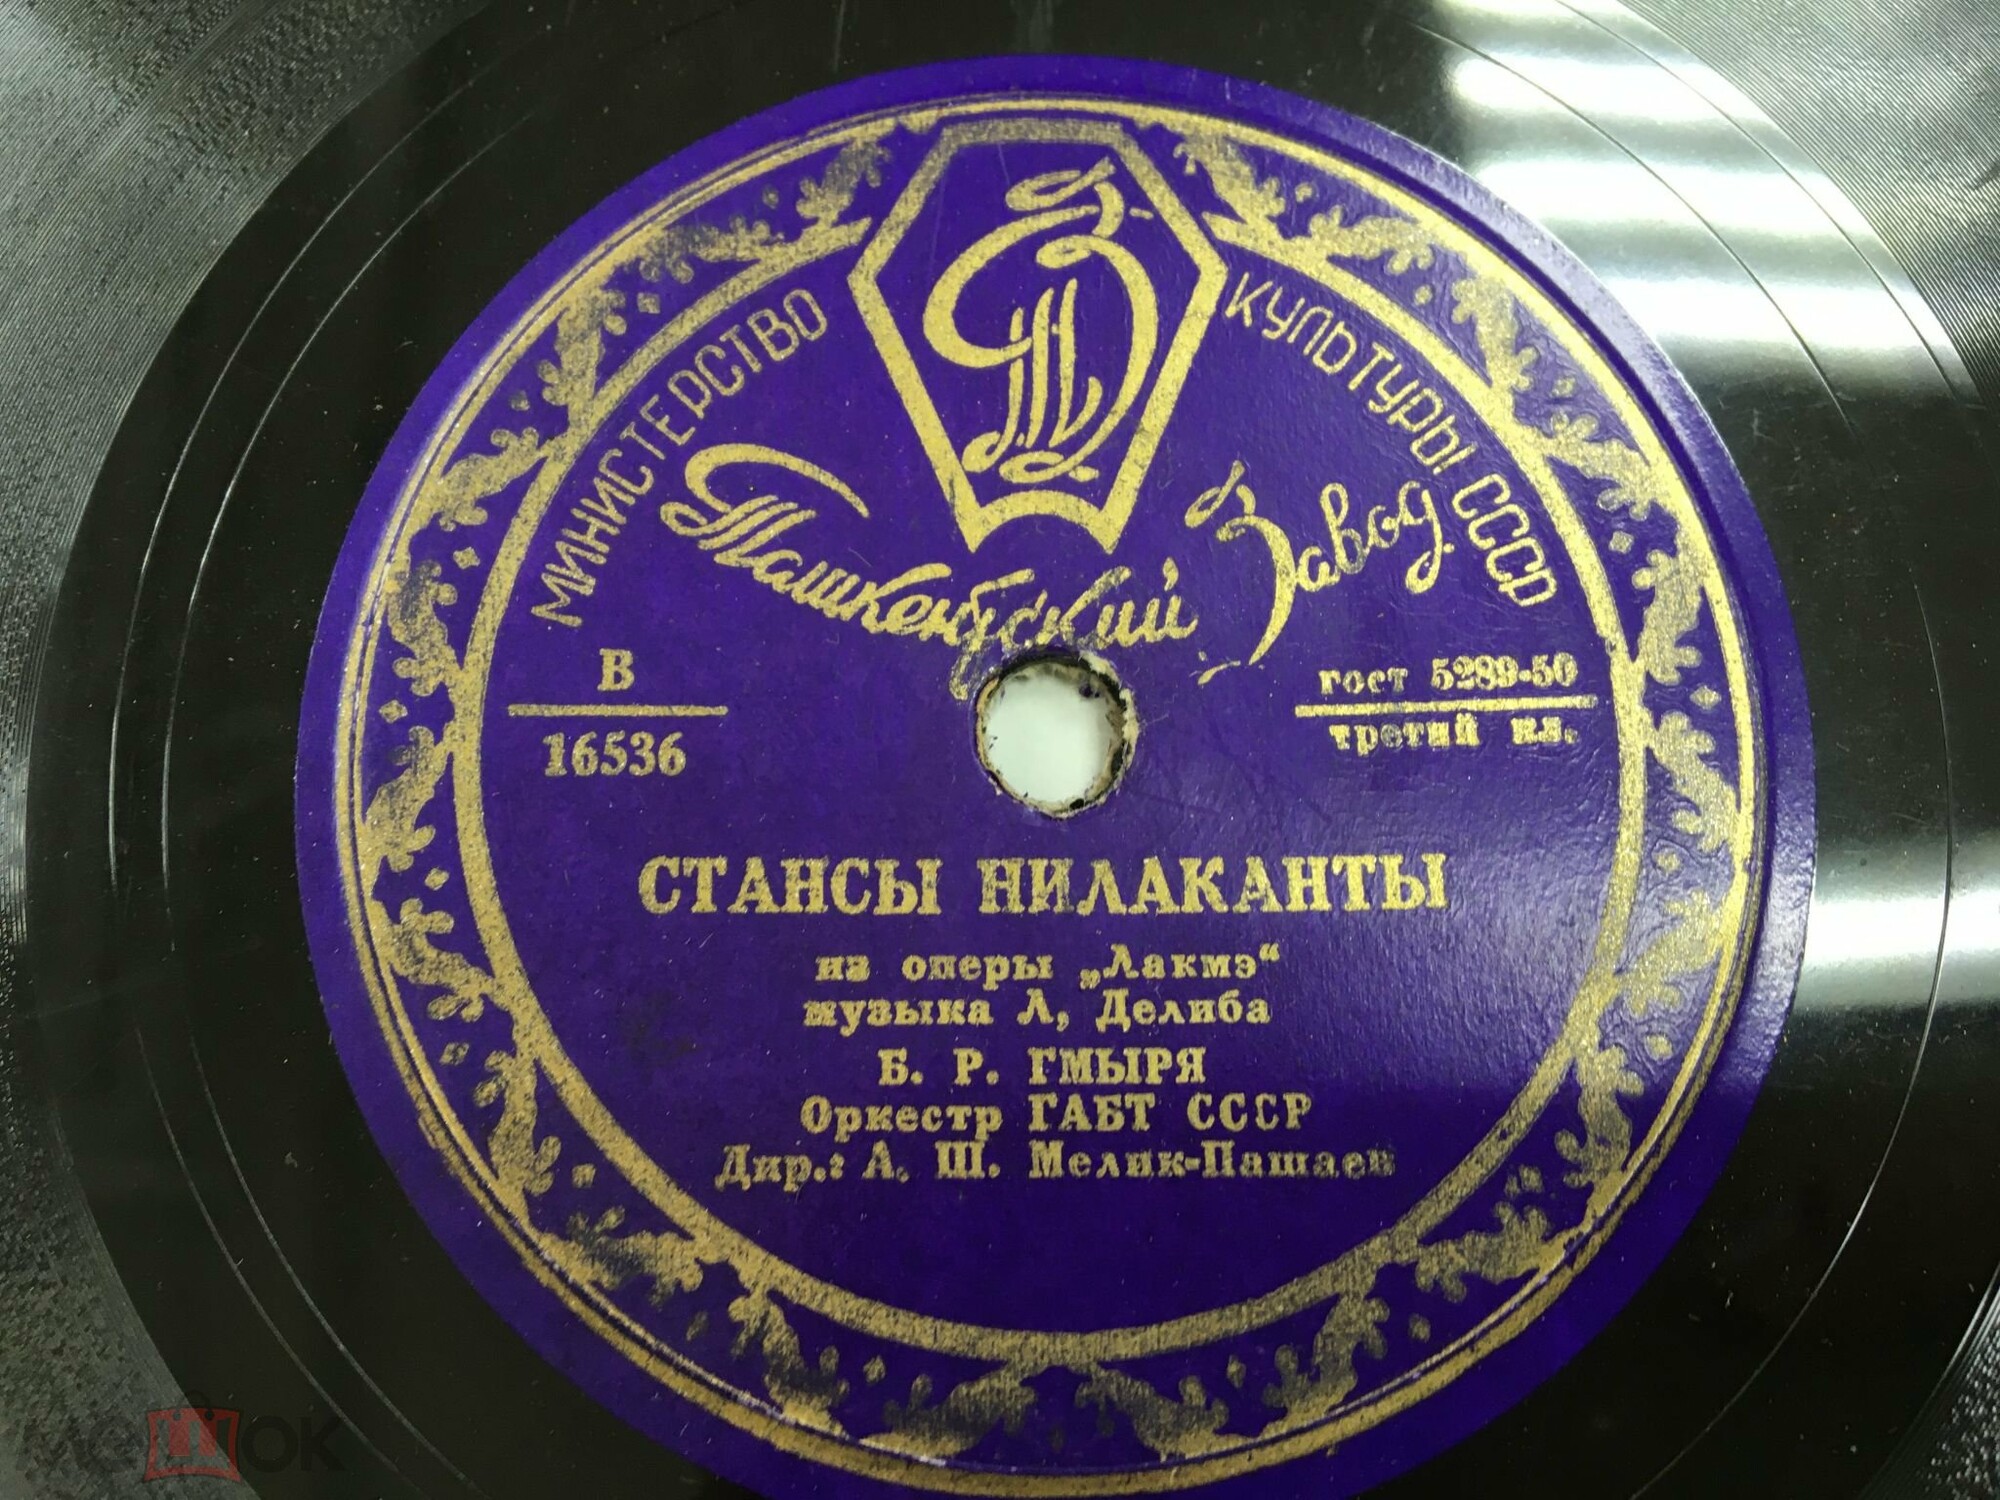 МИНИСТЕРСТВО КУЛЬТУРЫ СССР
Ташкентский Завод
В
16536
гост 5289-50
третий кл.
СТАНСЫ НИЛАКАНТЫ
из оперы „Лакмэ“
музыка Л, Делиба
Б. Р. ГМЫРЯ
Оркестр ГАБТ СССР
Дир.: А. Ш. Мелик-Пашаев
мешок